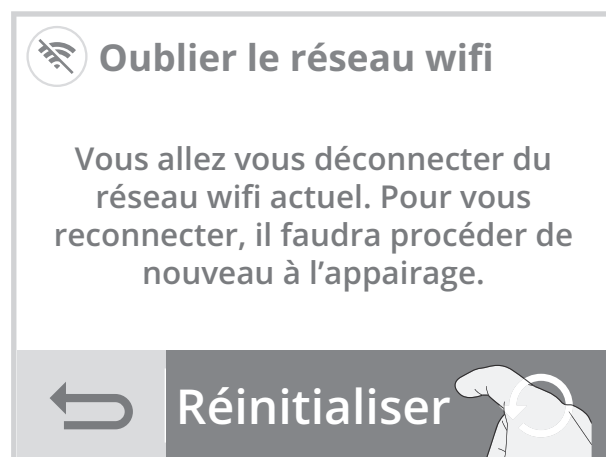 Oublier le réseau wifi
Vous allez vous déconnecter du
réseau wifi actuel. Pour vous
reconnecter, il faudra procéder de
nouveau à l’appairage.
Réinitialiser